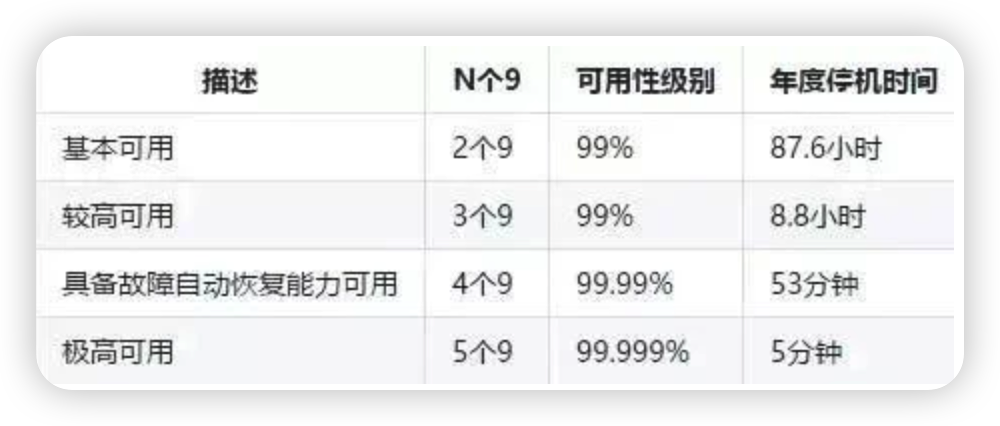 描述 N个9 可用性级别 年度停机时间
基本可用 2个9 99% 87.6小时
较高可用 3个9 99% 8.8小时
具备故障自动恢复能力可用 4个9 99.99% 53分钟
极高可用 5个9 99.999% 5分钟